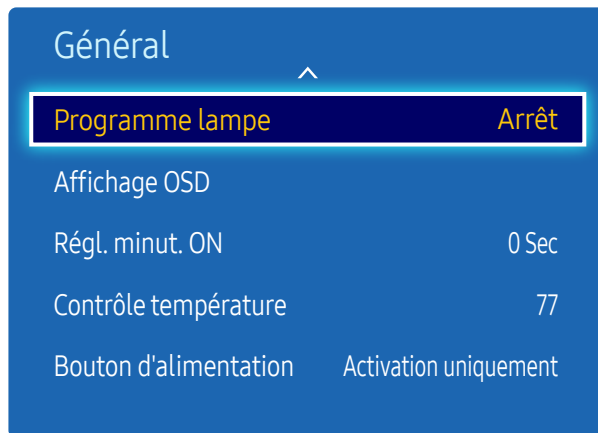 Général
Programme lampe Arrêt
Affichage OSD
Régl. minut. ON 0 Sec
Contrôle température 77
Bouton d'alimentation Activation uniquement